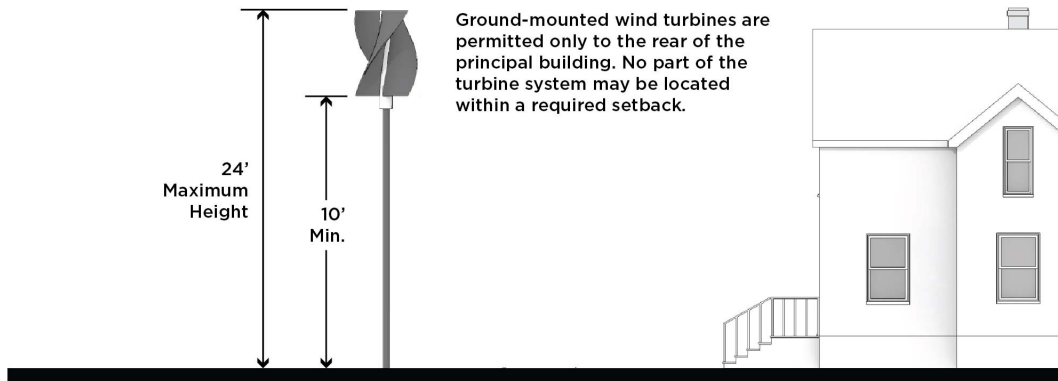 Ground-mounted wind turbines are
permitted only to the rear of the
principal building. No part of the
turbine system may be located
within a required setback.
24’
Maximum
Height
10’
Min.